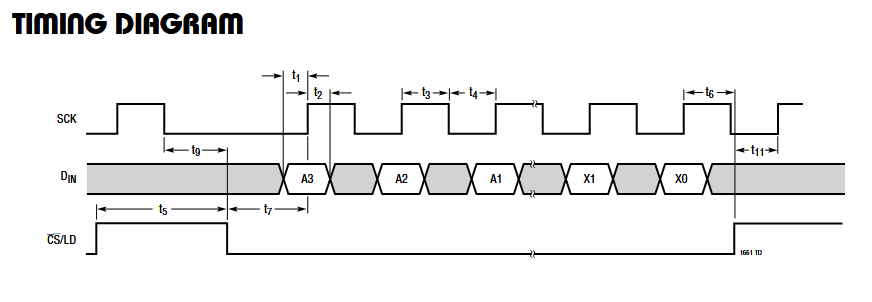 TIMING DIAGRAM
t1
t2
t3
t4
t6
SCK
t9
t11
DIN
A3
A2
A1
X1
X0
t5
t7
CS/LD
1661 TD